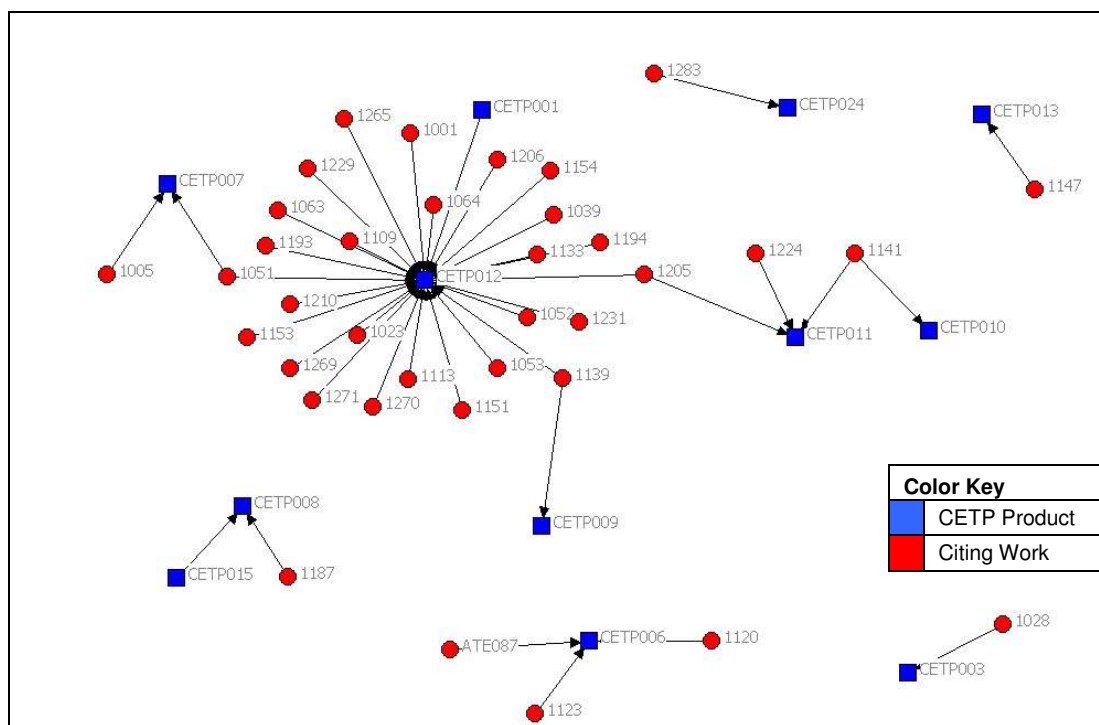 1283
CETP024
CETP001
CETP013
1265
1001
1206
1154
1229
CETP007
1147
1064
1063
1039
1109
1193
1194
1133
1224
1141
1005
1051
CETP012
1205
1210
1052
1231
1153
1023
CETP011
CETP010
1269
1053
1113
1139
1271
1270
1151
CETP008
CETP009
Color Key
CETP Product
Citing Work
CETP015
1187
1028
ATE087
CETP006
1120
CETP003
1123